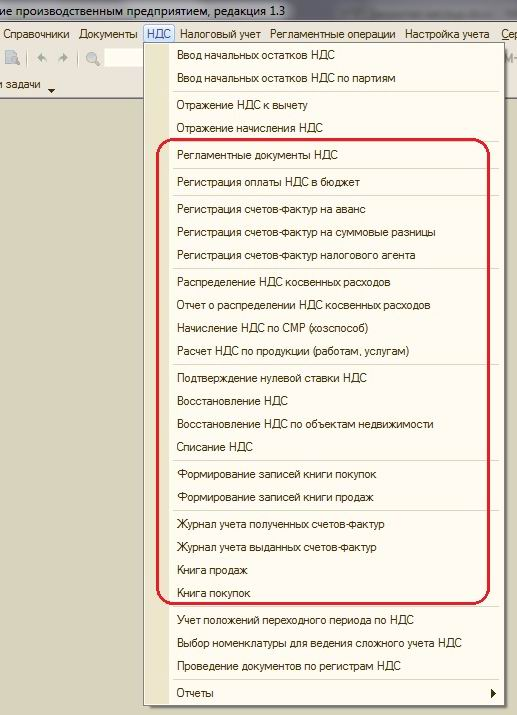 ие производственным предприятием, редакция 1.3
Справочники Документы НДС Налоговый учет Регламентные операции Настройка учета
и задачи
Ввод начальных остатков НДС
Ввод начальных остатков НДС по партиям
Отражение НДС к вычету
Отражение начисления НДС
Регламентные документы НДС
Регистрация оплаты НДС в бюджет
Регистрация счетов-фактур на аванс
Регистрация счетов-фактур на суммовые разницы
Регистрация счетов-фактур налогового агента
Распределение НДС косвенных расходов
Отчет о распределении НДС косвенных расходов
Начисление НДС по СМР (хозспособ)
Расчет НДС по продукции (работам, услугам)
Подтверждение нулевой ставки НДС
Восстановление НДС
Восстановление НДС по объектам недвижимости
Списание НДС
Формирование записей книги покупок
Формирование записей книги продаж
Журнал учета полученных счетов-фактур
Журнал учета выданных счетов-фактур
Книга продаж
Книга покупок
Учет положений переходного периода по НДС
Выбор номенклатуры для ведения сложного учета НДС
Проведение документов по регистрам НДС
Отчеты